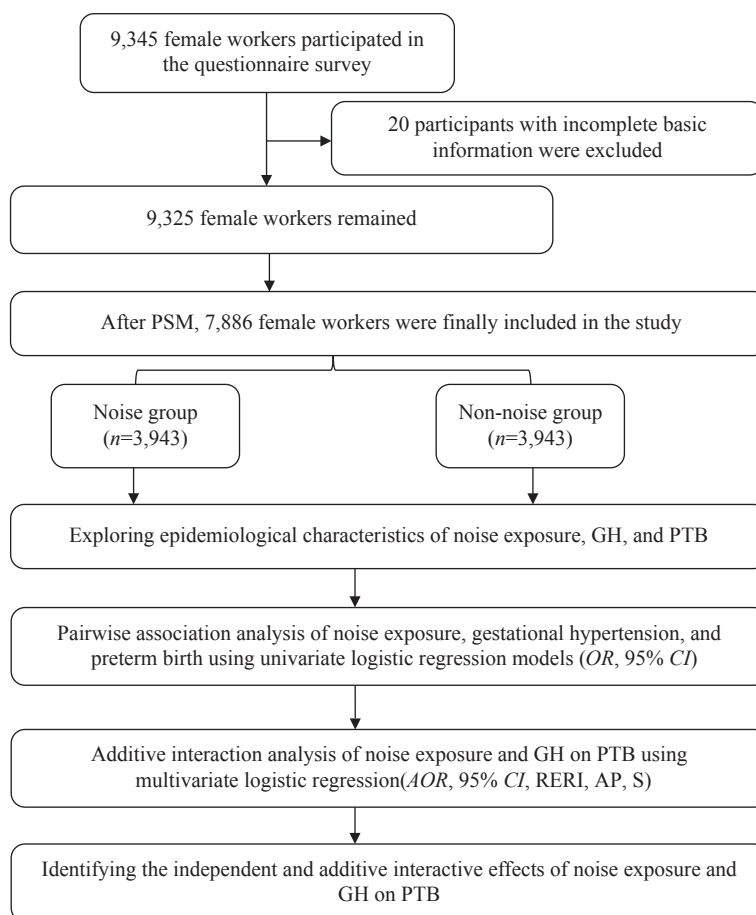 9,345 female workers participated in
the questionnaire survey
20 participants with incomplete basic
information were excluded
9,325 female workers remained
After PSM, 7,886 female workers were finally included in the study
Noise group
(n=3,943)
Non-noise group
(n=3,943)
Exploring epidemiological characteristics of noise exposure, GH, and PTB
Pairwise association analysis of noise exposure, gestational hypertension, and
preterm birth using univariate logistic regression models (OR, 95% CI)
Additive interaction analysis of noise exposure and GH on PTB using
multivariate logistic regression(AOR, 95% CI, RERI, AP, S)
Identifying the independent and additive interactive effects of noise exposure and
GH on PTB